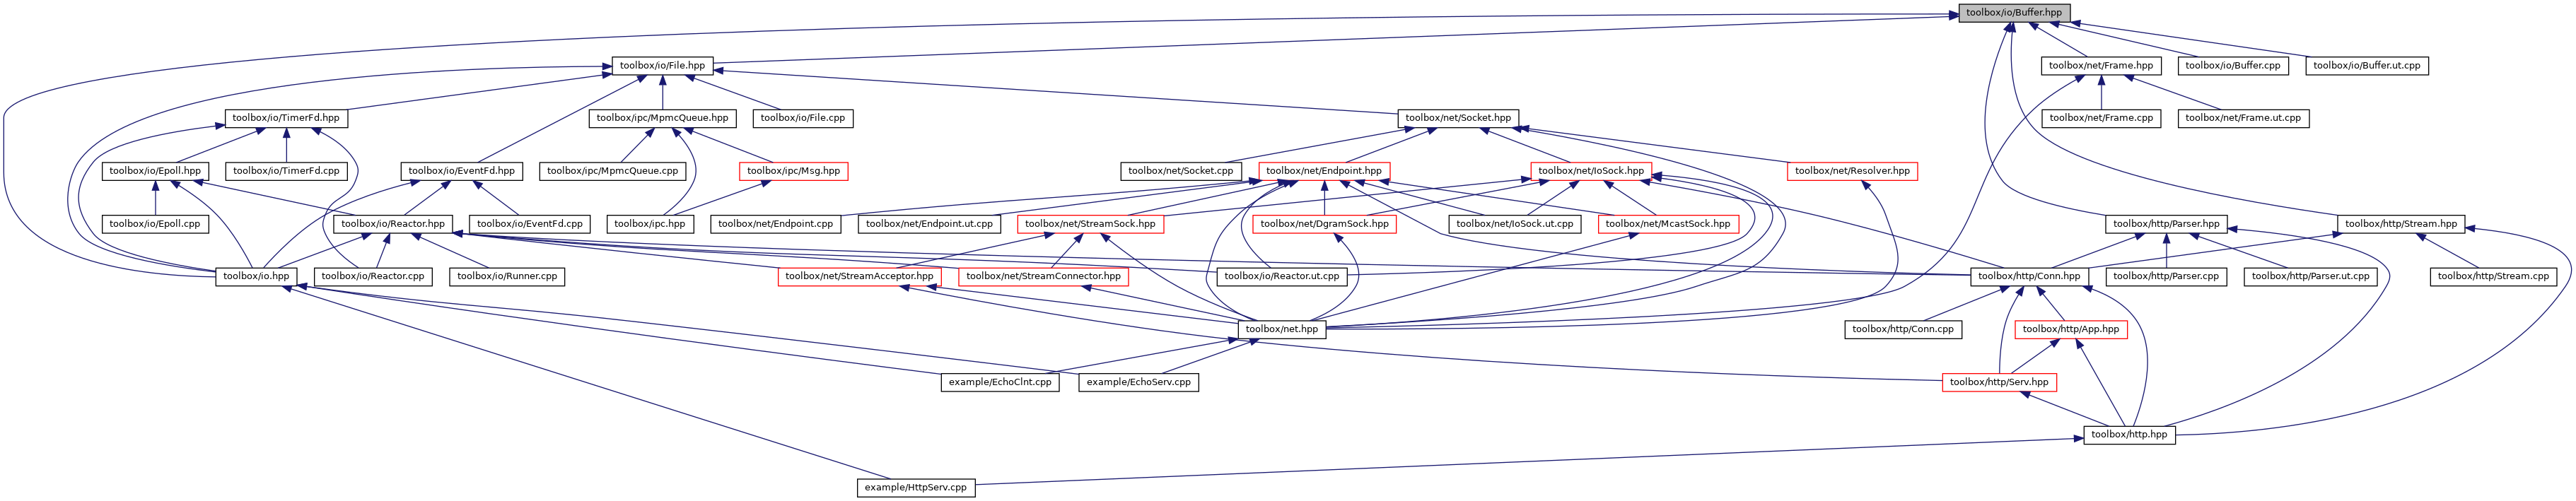 toolbox/io/Buffer.hpp
toolbox/io/File.hpp
toolbox/net/Frame.hpp
toolbox/io/Buffer.cpp
toolbox/io/Buffer.ut.cpp
toolbox/io/TimerFd.hpp
toolbox/ipc/MpmcQueue.hpp
toolbox/io/File.cpp
toolbox/net/Socket.hpp
toolbox/net/Frame.cpp
toolbox/net/Frame.ut.cpp
toolbox/io/Epoll.hpp
toolbox/io/TimerFd.cpp
toolbox/io/EventFd.hpp
toolbox/ipc/MpmcQueue.cpp
toolbox/ipc/Msg.hpp
toolbox/net/Socket.cpp
toolbox/net/Endpoint.hpp
toolbox/net/IoSock.hpp
toolbox/net/Resolver.hpp
toolbox/io/Epoll.cpp
toolbox/io/Reactor.hpp
toolbox/io/EventFd.cpp
toolbox/ipc.hpp
toolbox/net/Endpoint.cpp
toolbox/net/Endpoint.ut.cpp
toolbox/net/StreamSock.hpp
toolbox/net/DgramSock.hpp
toolbox/net/IoSock.ut.cpp
toolbox/net/McastSock.hpp
toolbox/http/Parser.hpp
toolbox/http/Stream.hpp
toolbox/io.hpp
toolbox/io/Reactor.cpp
toolbox/io/Runner.cpp
toolbox/net/StreamAcceptor.hpp
toolbox/net/StreamConnector.hpp
toolbox/io/Reactor.ut.cpp
toolbox/http/Conn.hpp
toolbox/http/Parser.cpp
toolbox/http/Parser.ut.cpp
toolbox/http/Stream.cpp
toolbox/net.hpp
toolbox/http/Conn.cpp
toolbox/http/App.hpp
example/EchoClnt.cpp
example/EchoServ.cpp
toolbox/http/Serv.hpp
toolbox/http.hpp
example/HttpServ.cpp